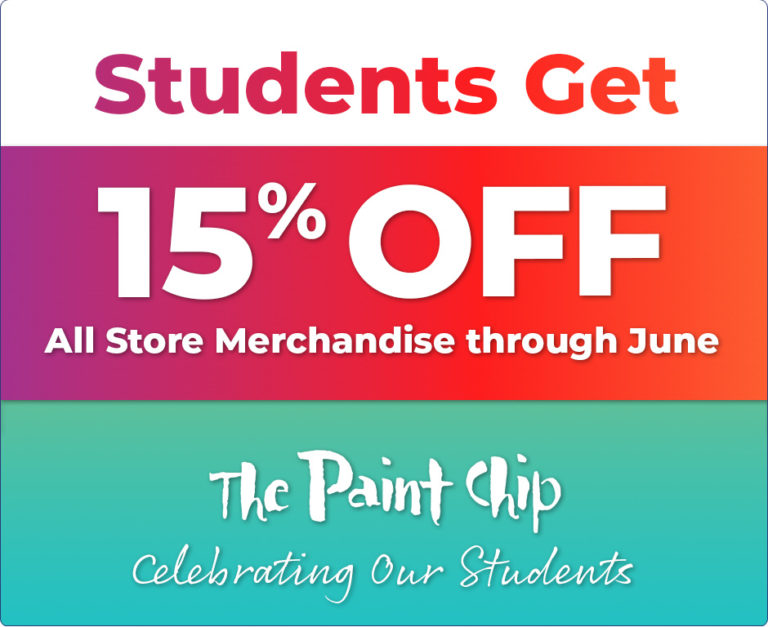 Students Get
15% OFF
All Store Merchandise through June
The Paint Chip
Celebrating Our Students